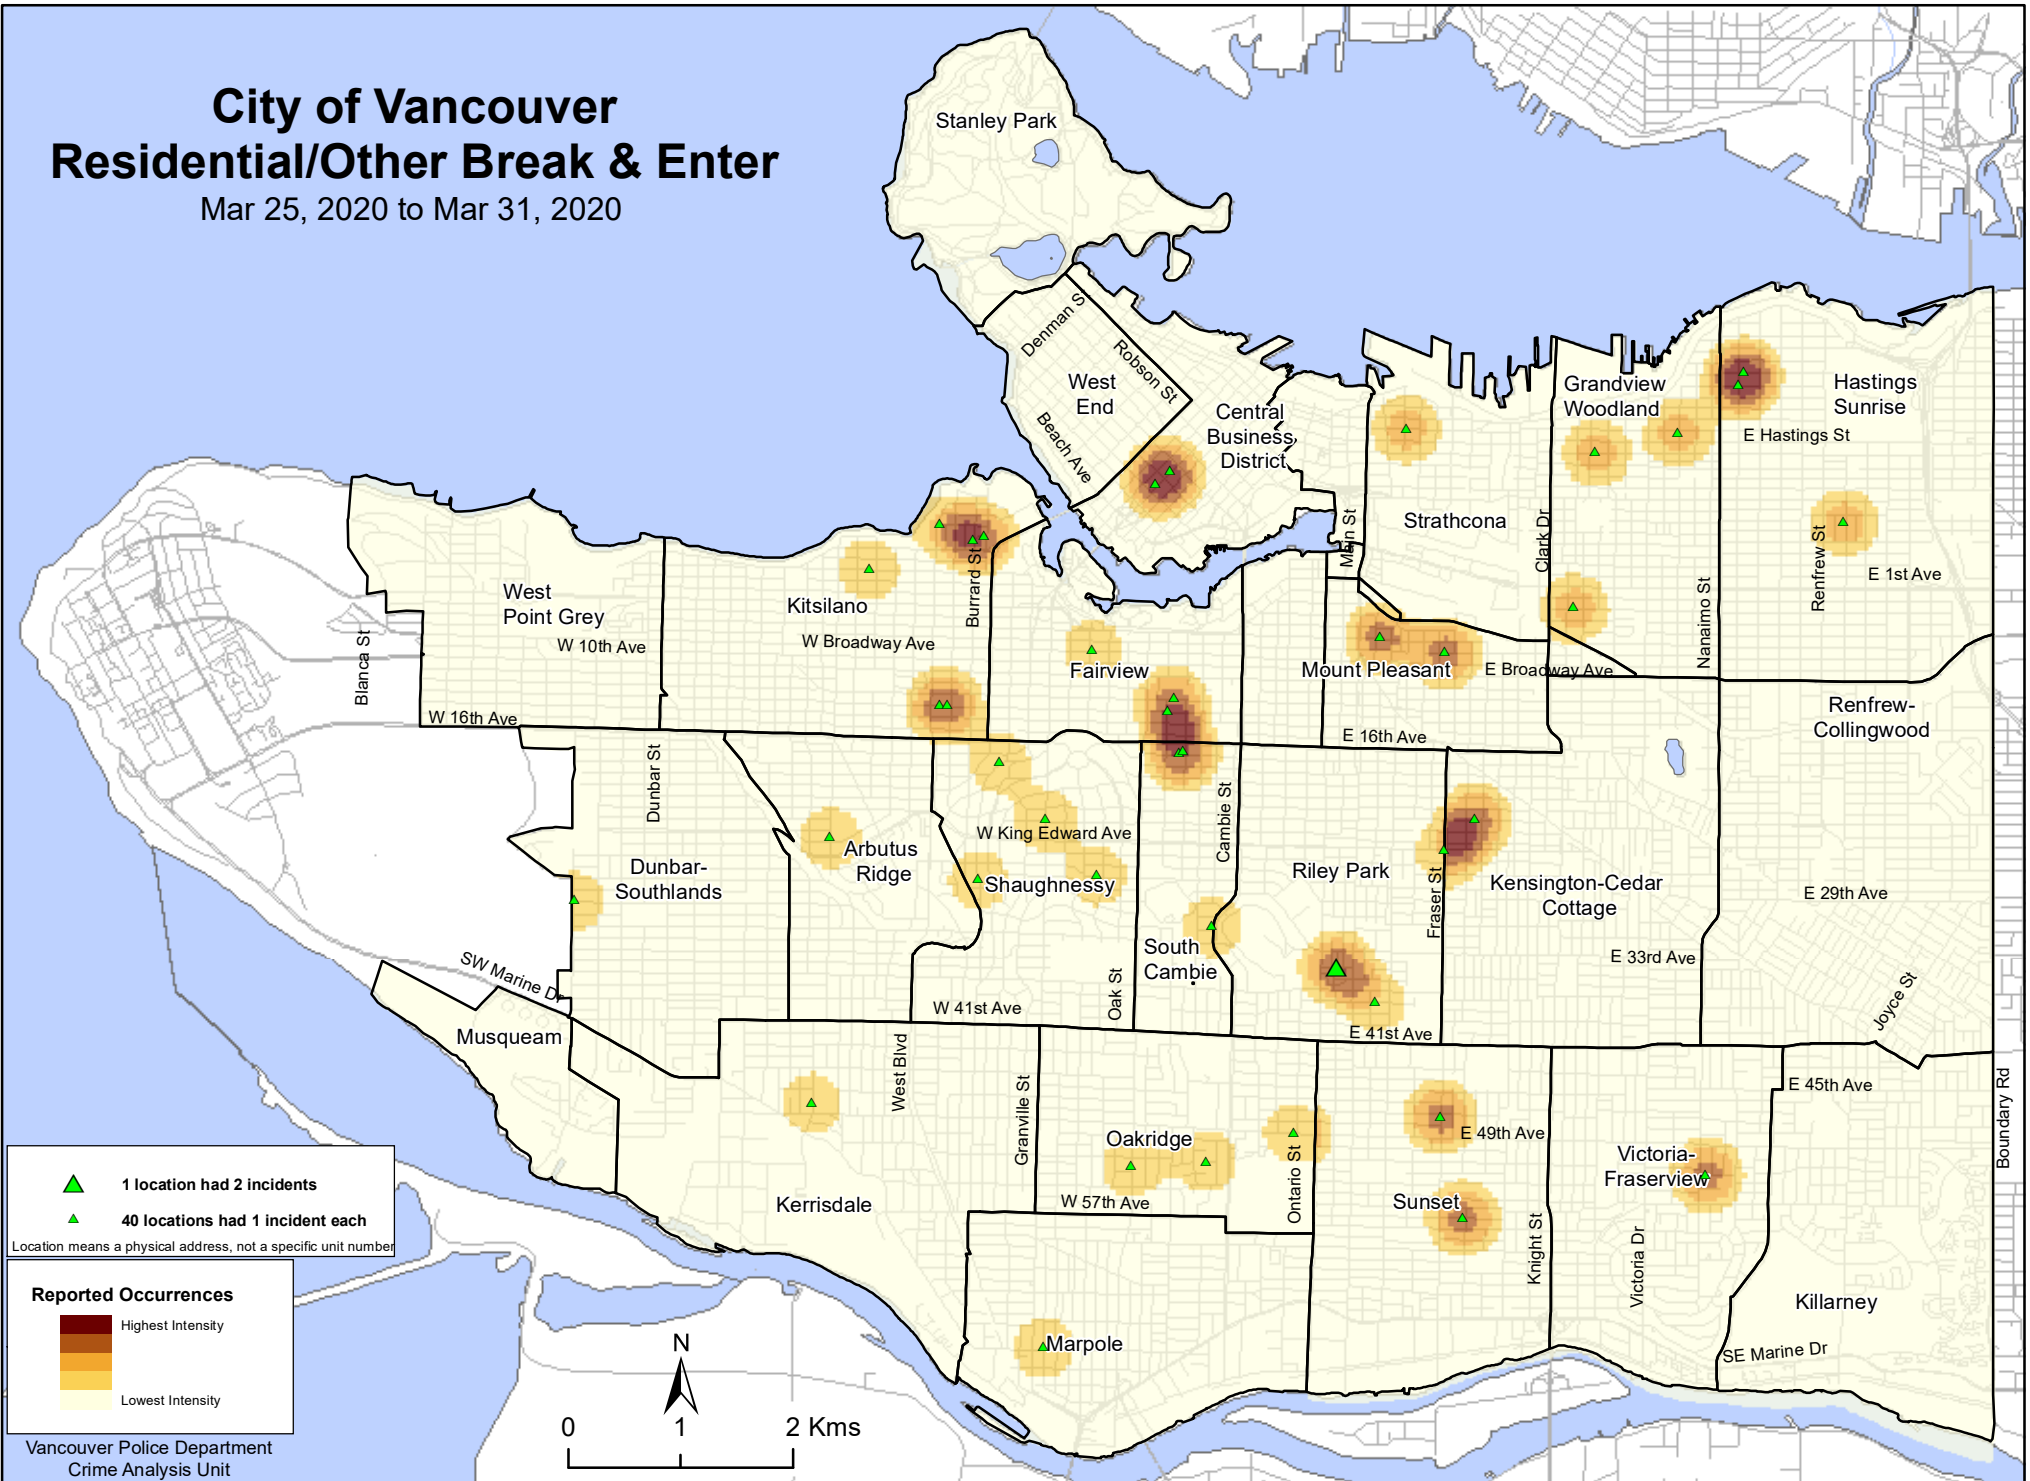 City of Vancouver
Residential/Other Break & Enter
Mar 25, 2020 to Mar 31, 2020
Stanley Park
Denman S
Robson St
West
End
Beach Ave
Central
Business
District
Main St
Strathcona
Clark Dr
Grandview
Woodland
Nanaimo St
Hastings
Sunrise
E Hastings St
Renfrew St
E 1st Ave
West
Point Grey
Blanca St
W 10th Ave
W 16th Ave
Kitsilano
W Broadway Ave
Burrard St
Fairview
Mount Pleasant
E Broadway Ave
E 16th Ave
Renfrew-
Collingwood
Dunbar St
Dunbar-
Southlands
Arbutus
Ridge
W King Edward Ave
Shaughnessy
Cambie St
South
Cambie
Oak St
Riley Park
Fraser St
Kensington-Cedar
Cottage
E 29th Ave
E 33rd Ave
Joyce St
SW Marine Dr
Musqueam
W 41st Ave
E 41st Ave
West Blvd
Granville St
Kerrisdale
Oakridge
W 57th Ave
Ontario St
E 49th Ave
Sunset
Knight St
Victoria-
Fraserview
Victoria Dr
E 45th Ave
Boundary Rd
Killarney
SE Marine Dr
Marpole
1 location had 2 incidents
40 locations had 1 incident each
Location means a physical address, not a specific unit number
Reported Occurrences
Highest Intensity
Lowest Intensity
Vancouver Police Department
Crime Analysis Unit
N
0 1 2 Kms